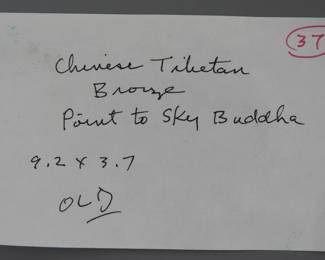 37
Chinese Tibetan
Bronze
Point to Sky Buddha
9.2 x 3.7
OLD